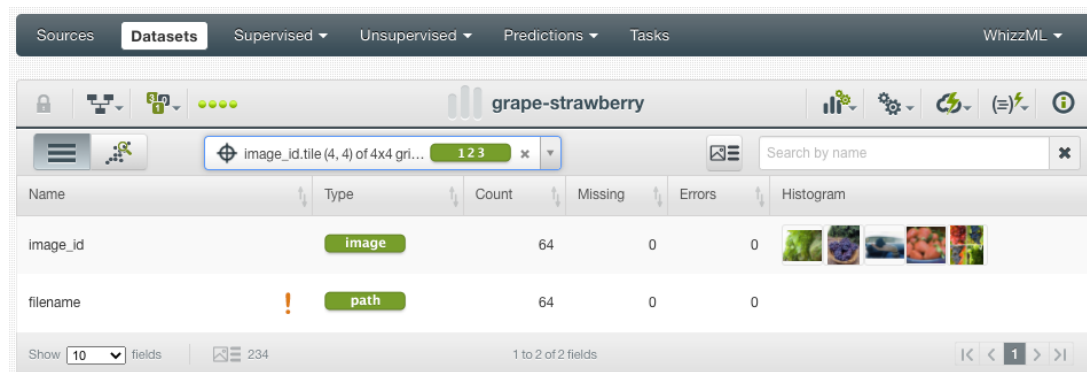 Sources Datasets Supervised Unsupervised Predictions Tasks WhizzML
grape-strawberry
image_id.tile (4, 4) of 4x4 gri... 123 Search by name
Name Type Count Missing Errors Histogram
image_id image 64 0 0
filename ! path 64 0 0
Show 10 fields 234 1 to 2 of 2 fields 1